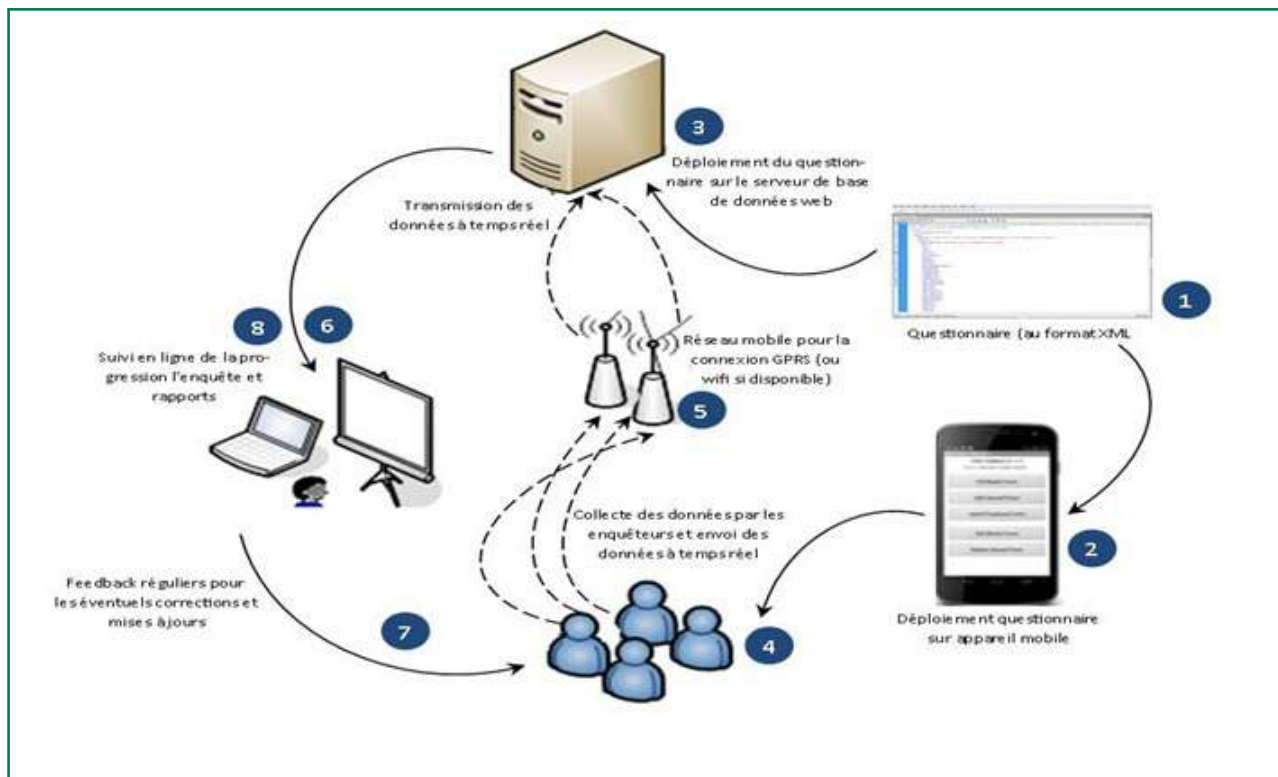 3
Déploiement du question-
naire sur le serveur de base
de données web
Transmission des
données à temps réel
1
Questionnaire (au format XML
8
6
Suivi en ligne de la pro-
gression l'enquête et
rapports
Réseau mobile pour la
connexion GPRS (ou
wifi si disponible)
5
2
Déploiement questionnaire
sur appareil mobile
Collecte des données par les
enquêteurs et envoi des
données à temps réel
4
Feedback réguliers pour
les éventuels corrections et
mises à jours
7